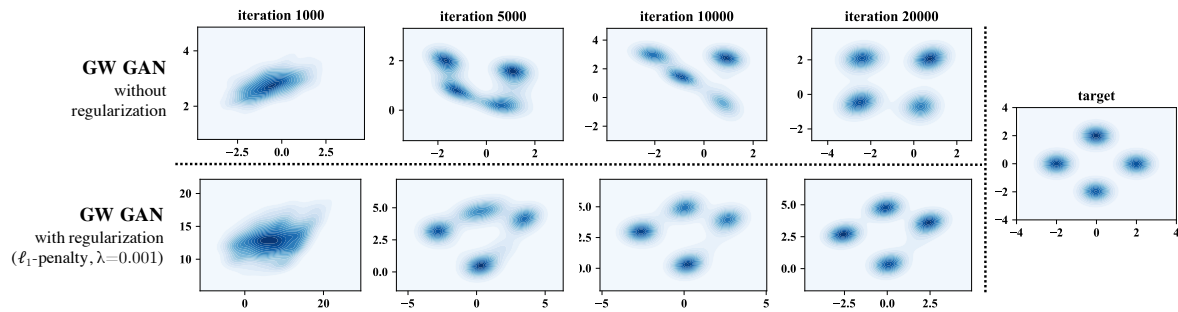 iteration 1000 iteration 5000 iteration 10000 iteration 20000
GW GAN
without
regularization
4
2
−2.5 0.0 2.5
2
0
−2 0 2
4
2
0
−2
−2 0 2
2
0
−2
−4 −2 0 2
target
4
2
0
−2
−4
−4 −2 0 2 4
GW GAN
with regularization
(ℓ1-penalty, λ=0.001)
20
15
10
0 20
5.0
2.5
0.0
−5 0 5
5.0
2.5
0.0
−5 0 5
5.0
2.5
0.0
−2.5 0.0 2.5